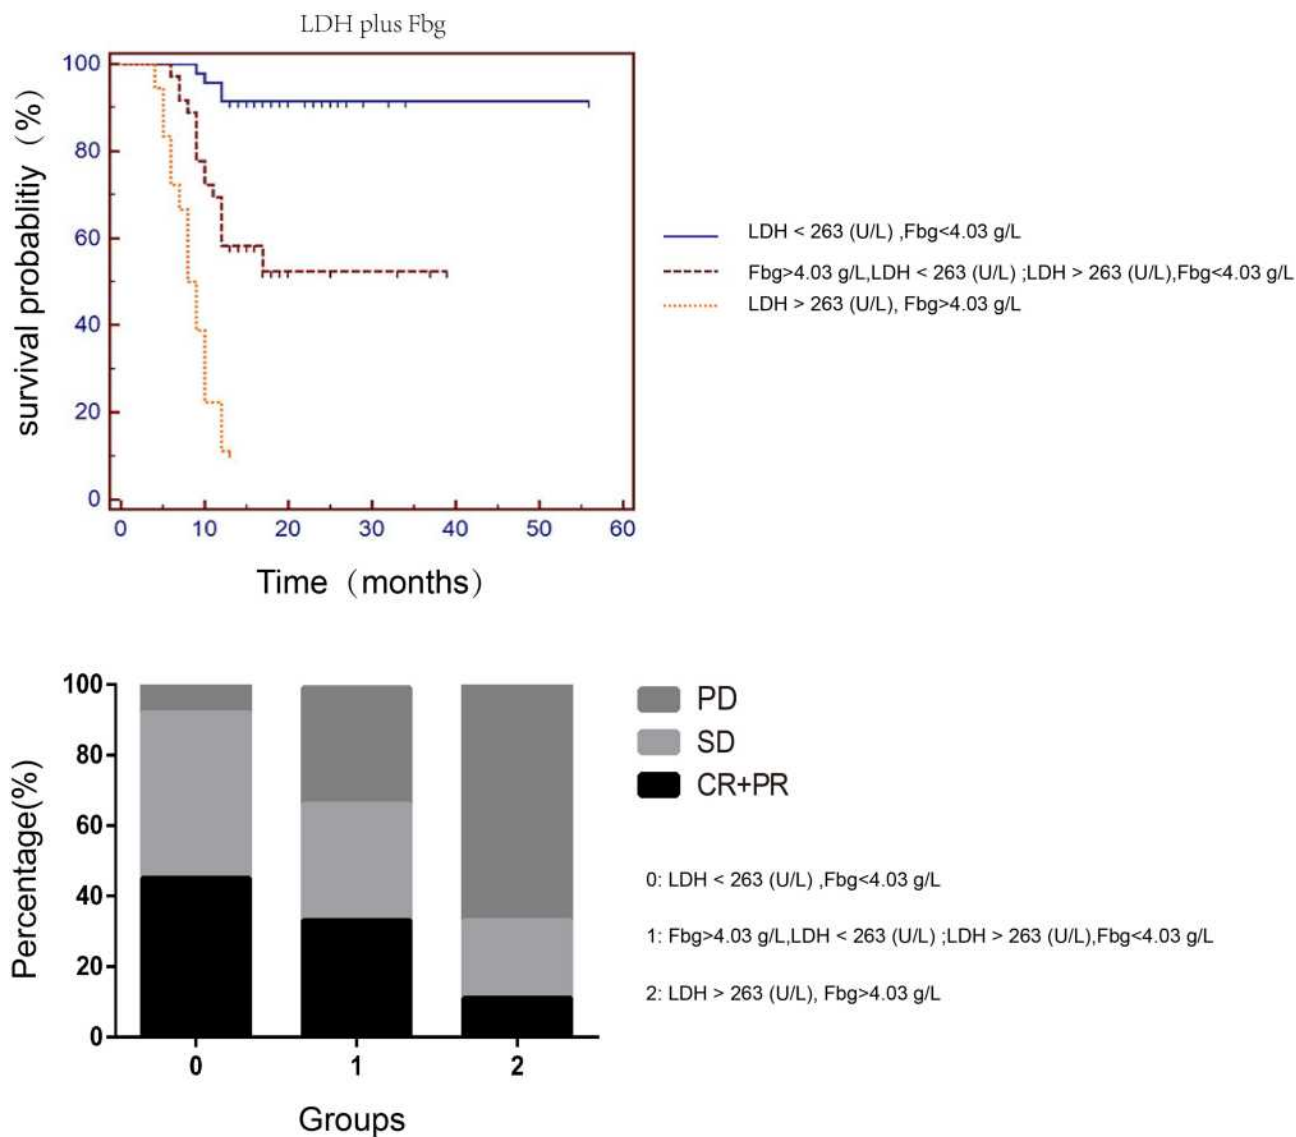 LDH plus Fbg
100
80
60
40
20
0
survival probablitiy (%)
0 10 20 30 40 50 60
Time (months)
LDH < 263 (U/L) ,Fbg<4.03 g/L
Fbg>4.03 g/L,LDH < 263 (U/L) ;LDH > 263 (U/L),Fbg<4.03 g/L
LDH > 263 (U/L), Fbg>4.03 g/L
100
80
60
40
20
0
Percentage(%)
0 1 2
Groups
PD
SD
CR+PR
0: LDH < 263 (U/L) ,Fbg<4.03 g/L
1: Fbg>4.03 g/L,LDH < 263 (U/L) ;LDH > 263 (U/L),Fbg<4.03 g/L
2: LDH > 263 (U/L), Fbg>4.03 g/L